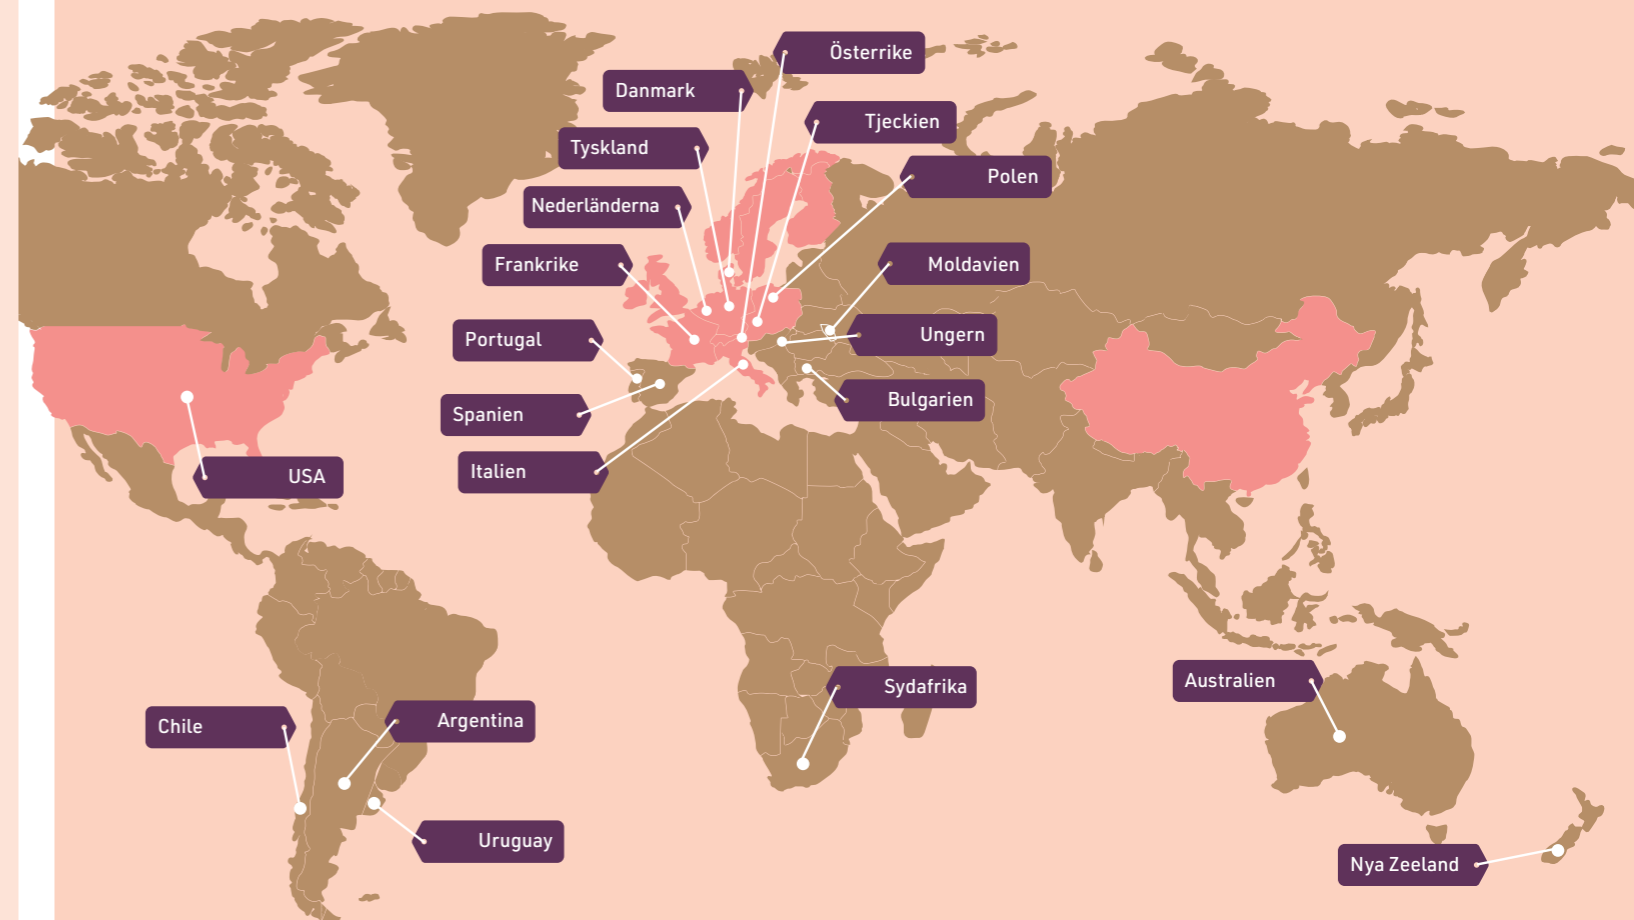 Österrike
Danmark
Tjeckien
Tyskland
Polen
Nederländerna
Frankrike
Moldavien
Portugal
Ungern
Spanien
Bulgarien
Italien
USA
Sydafrika
Australien
Chile
Argentina
Uruguay
Nya Zeeland